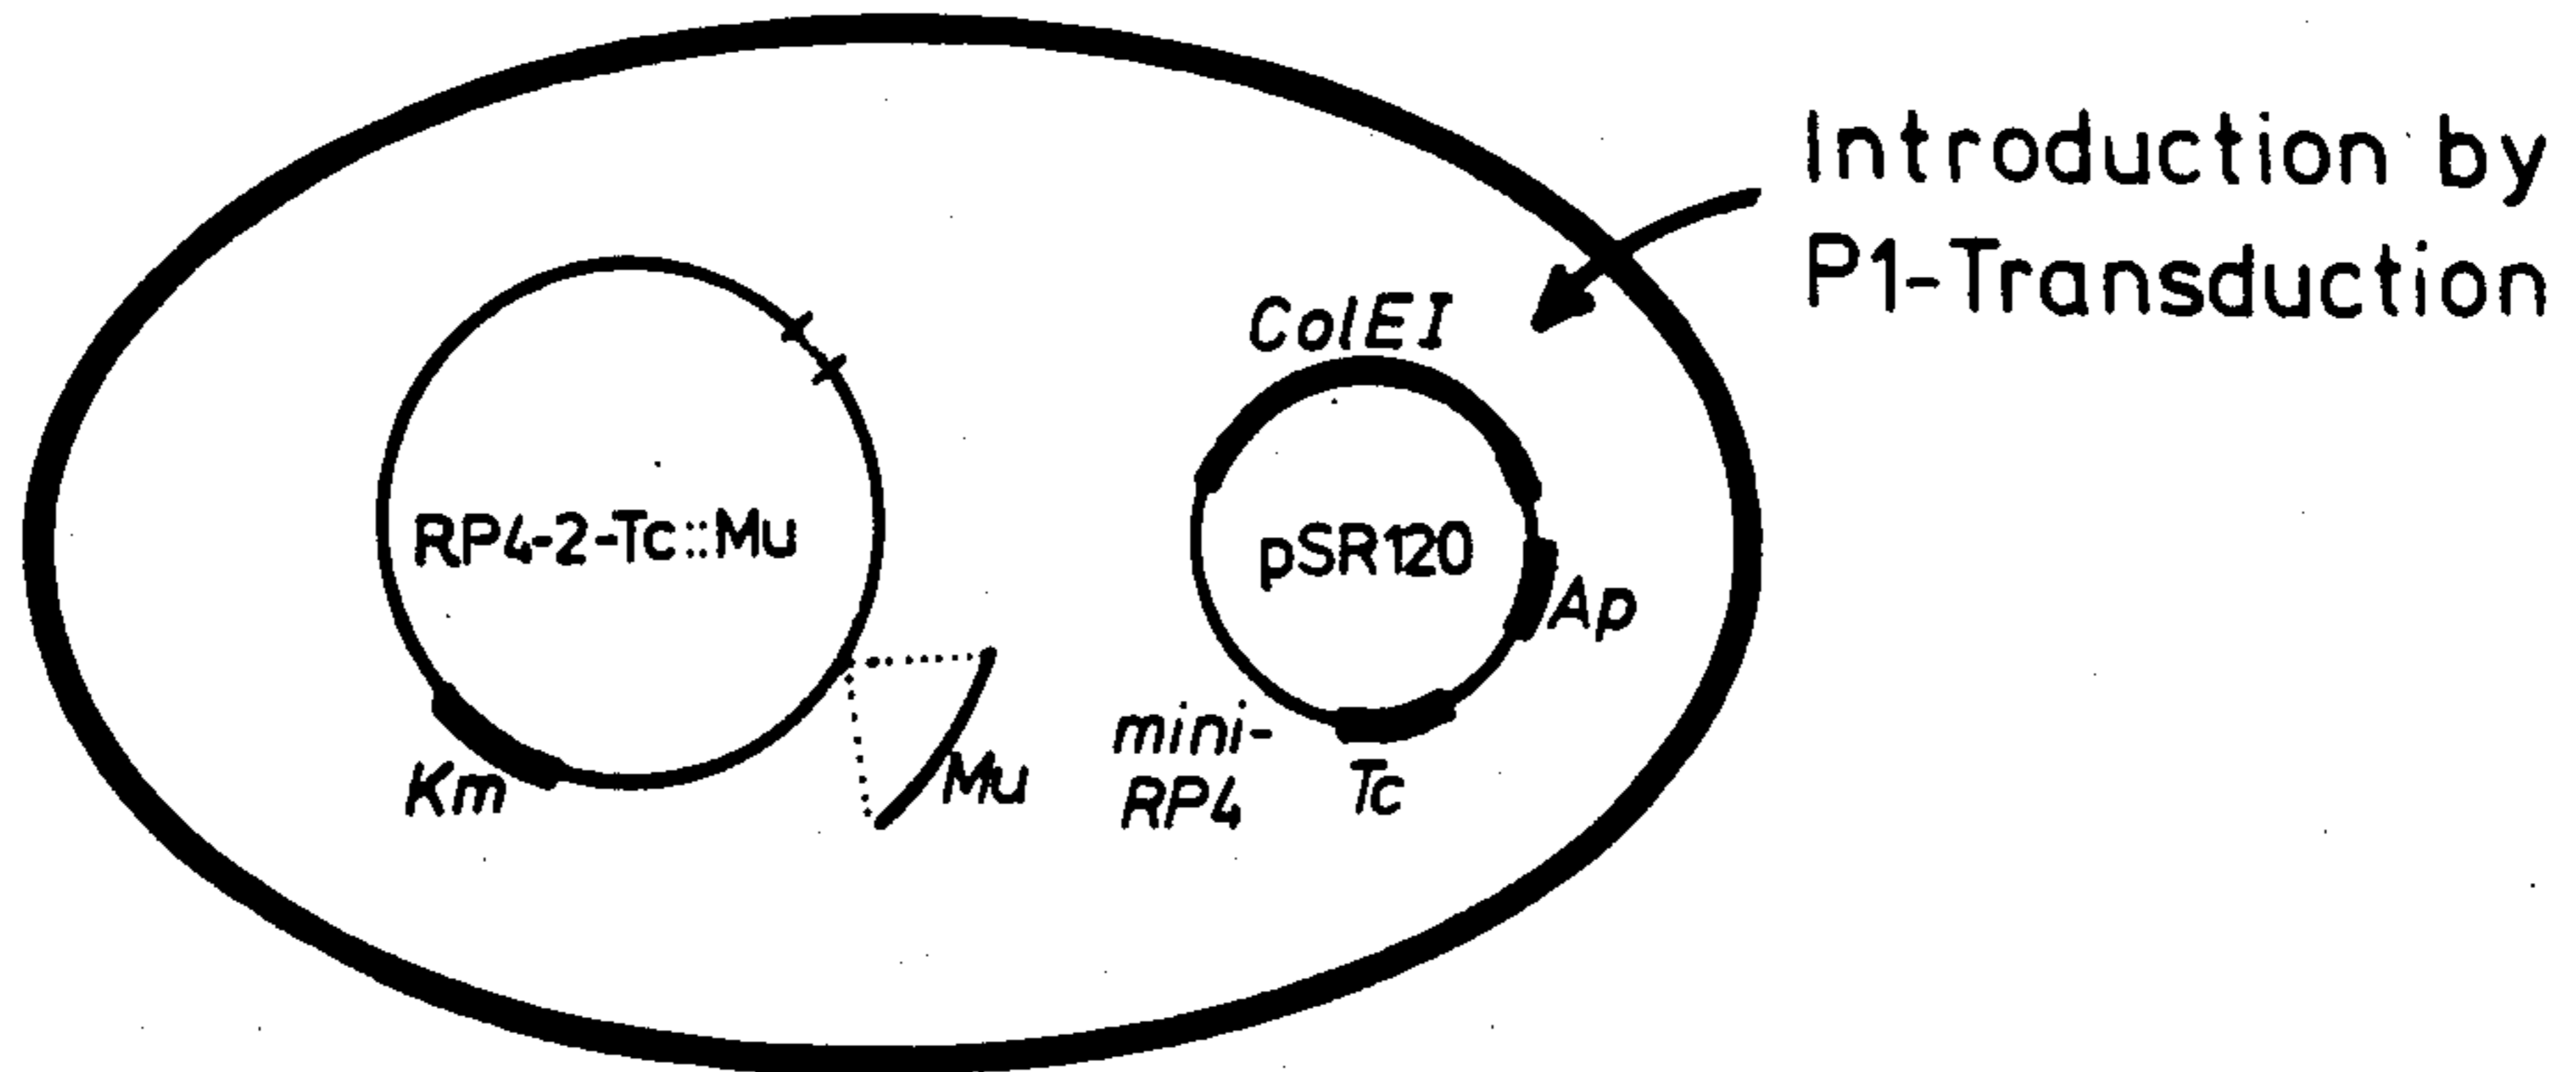 Introduction by
P1-Transduction
ColEI
RP4-2-Tc::Mu
pSR120
Ap
Km
Mu
mini-
RP4
Tc